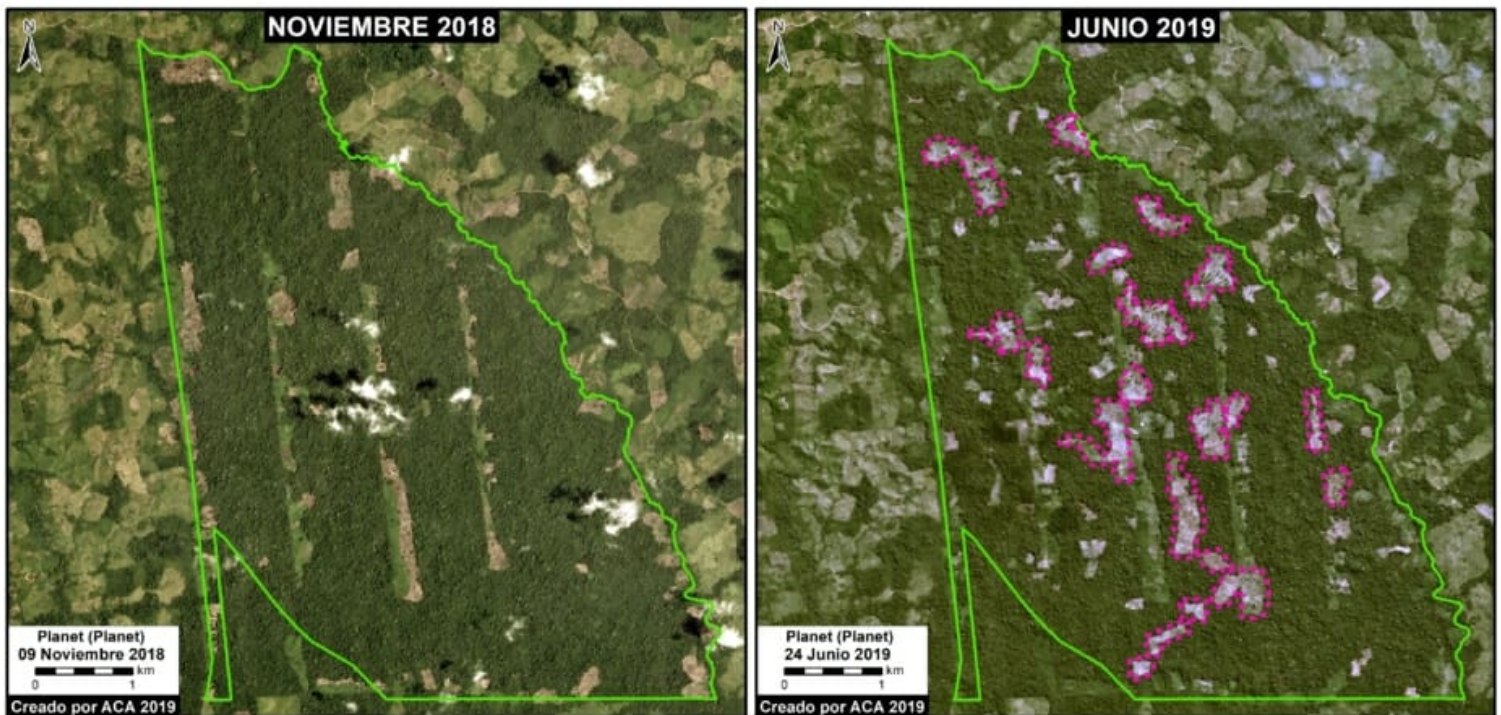 NOVIEMBRE 2018
N
Planet (Planet)
09 Noviembre 2018
km
0 1
Creado por ACA 2019
JUNIO 2019
N
Planet (Planet)
24 Junio 2019
km
0 1
Creado por ACA 2019